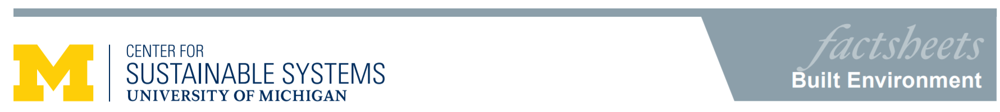 M
CENTER FOR
SUSTAINABLE SYSTEMS
UNIVERSITY OF MICHIGAN
factsheets
Built Environment